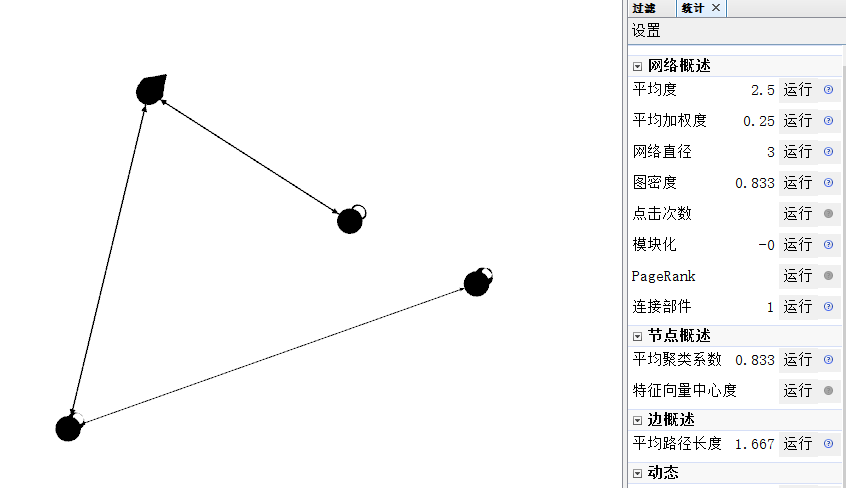 过滤 统计 ×
设置
网络概述
平均度 2.5 运行
平均加权度 0.25 运行
网络直径 3 运行
图密度 0.833 运行
点击次数 运行
模块化 -0 运行
PageRank 运行
连接部件 1 运行
节点概述
平均聚类系数 0.833 运行
特征向量中心度 运行
边概述
平均路径长度 1.667 运行
动态